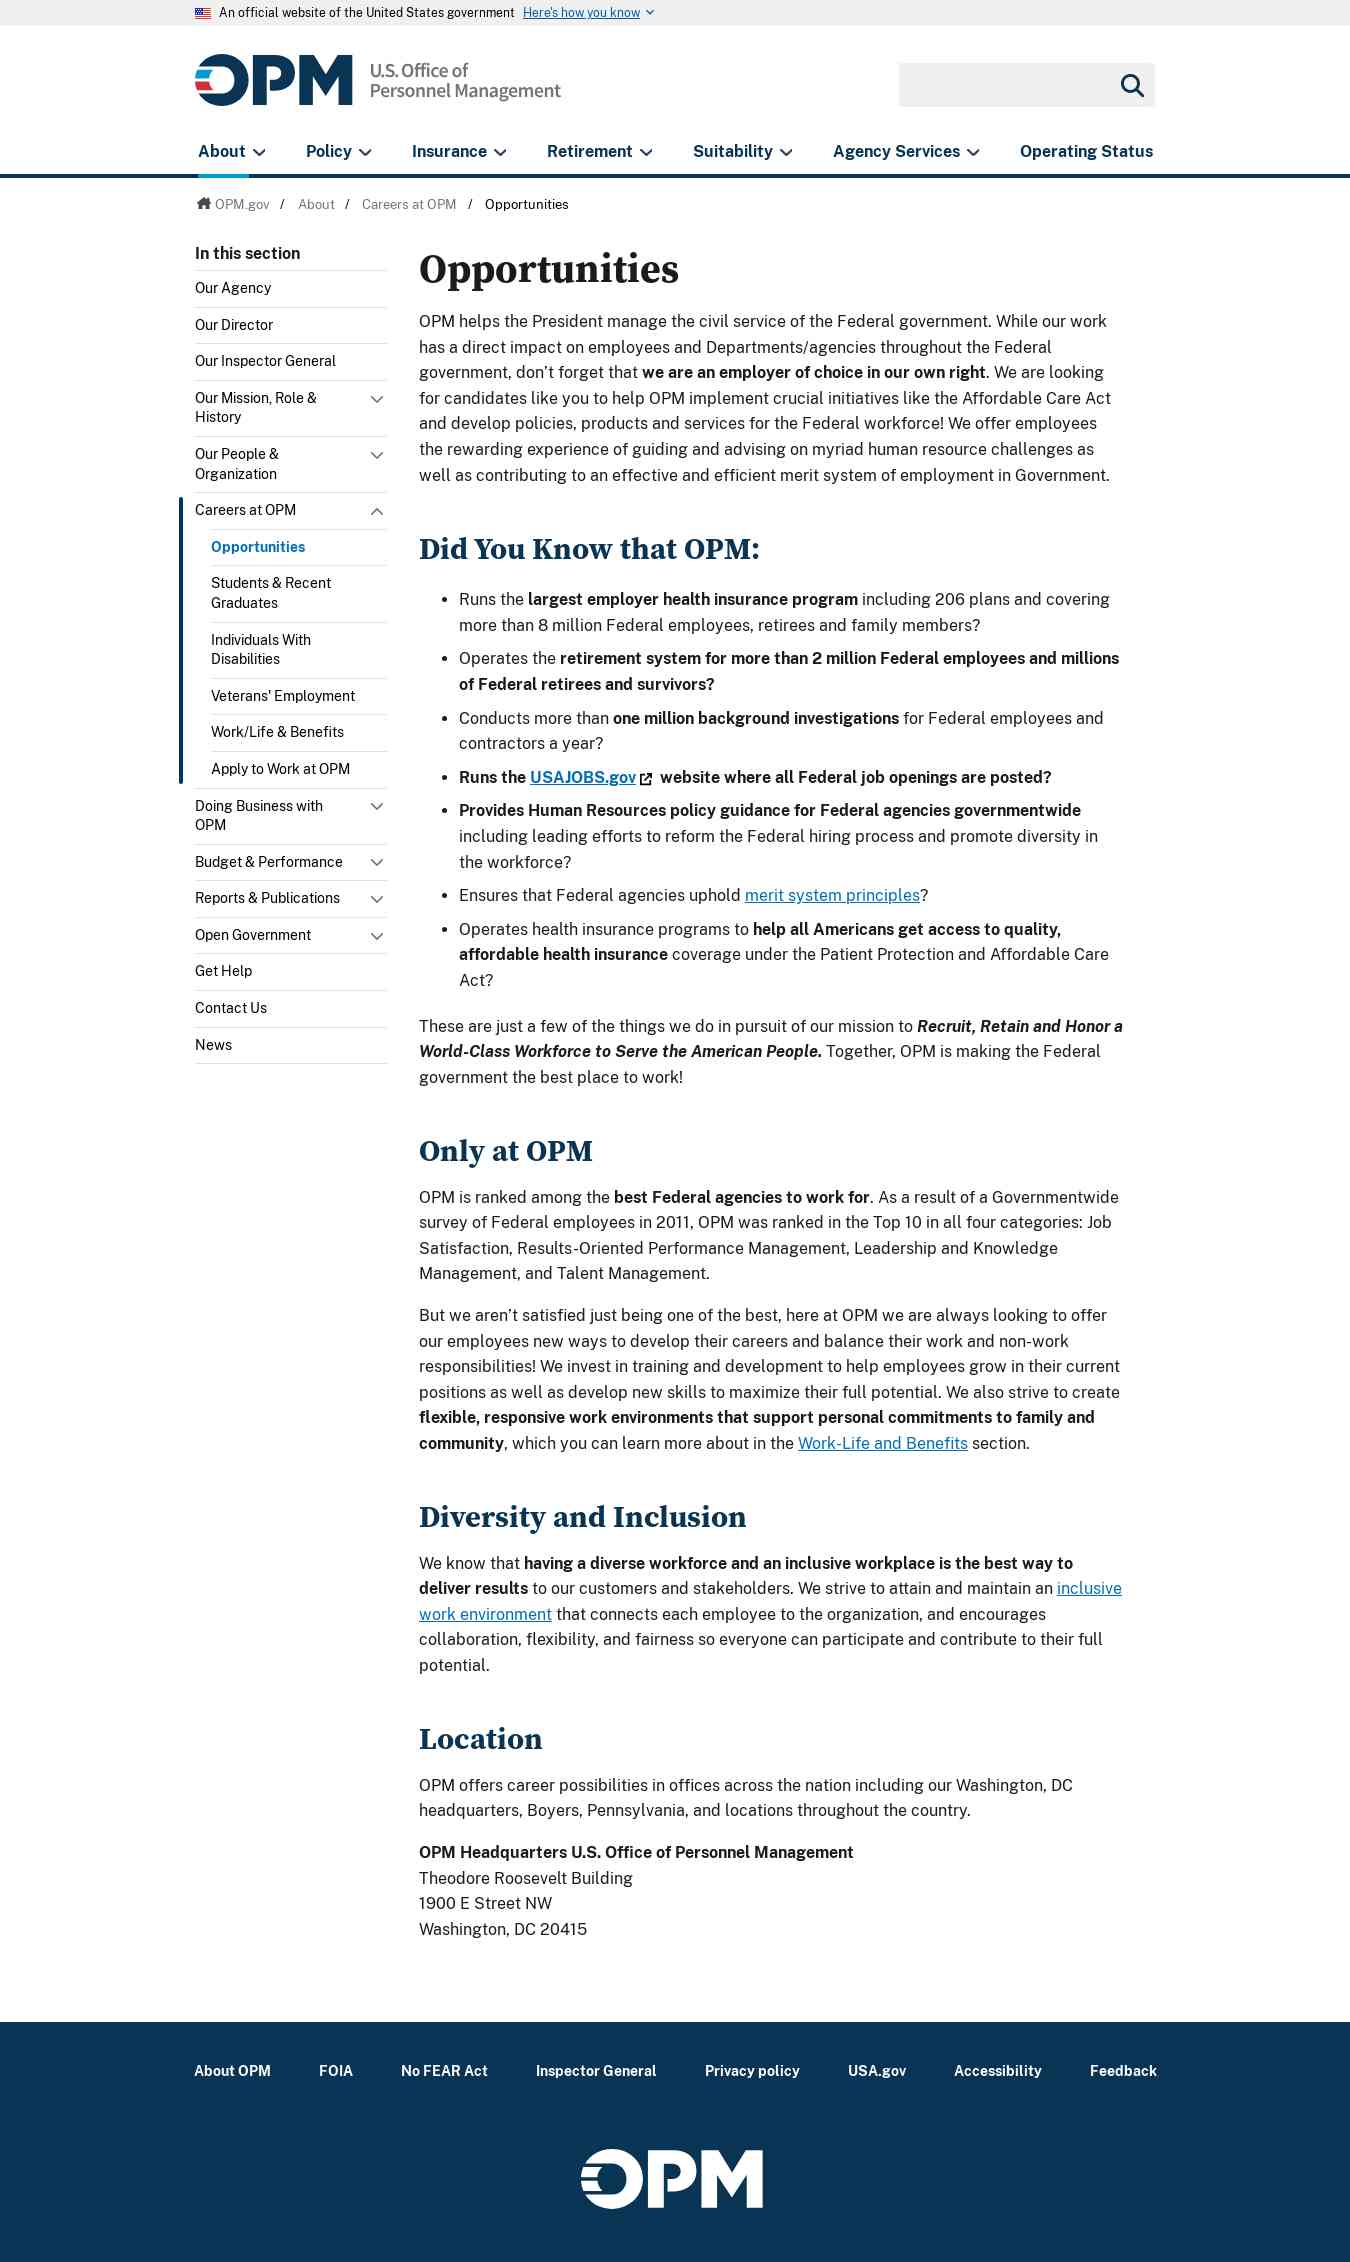 An official website of the United States government Here's how you know
OPM U.S. Office of
Personnel Management
About Policy Insurance Retirement Suitability Agency Services Operating Status
OPM.gov / About / Careers at OPM / Opportunities
In this section
Our Agency
Our Director
Our Inspector General
Our Mission, Role &
History
Our People &
Organization
Careers at OPM
Opportunities
Students & Recent
Graduates
Individuals With
Disabilities
Veterans' Employment
Work/Life & Benefits
Apply to Work at OPM
Doing Business with
OPM
Budget & Performance
Reports & Publications
Open Government
Get Help
Contact Us
News
Opportunities
OPM helps the President manage the civil service of the Federal government. While our work
has a direct impact on employees and Departments/agencies throughout the Federal
government, don’t forget that we are an employer of choice in our own right. We are looking
for candidates like you to help OPM implement crucial initiatives like the Affordable Care Act
and develop policies, products and services for the Federal workforce! We offer employees
the rewarding experience of guiding and advising on myriad human resource challenges as
well as contributing to an effective and efficient merit system of employment in Government.
Did You Know that OPM:
• Runs the largest employer health insurance program including 206 plans and covering
more than 8 million Federal employees, retirees and family members?
• Operates the retirement system for more than 2 million Federal employees and millions
of Federal retirees and survivors?
• Conducts more than one million background investigations for Federal employees and
contractors a year?
• Runs the USAJOBS.gov website where all Federal job openings are posted?
• Provides Human Resources policy guidance for Federal agencies governmentwide
including leading efforts to reform the Federal hiring process and promote diversity in
the workforce?
• Ensures that Federal agencies uphold merit system principles?
• Operates health insurance programs to help all Americans get access to quality,
affordable health insurance coverage under the Patient Protection and Affordable Care
Act?
These are just a few of the things we do in pursuit of our mission to Recruit, Retain and Honor a
World-Class Workforce to Serve the American People. Together, OPM is making the Federal
government the best place to work!
Only at OPM
OPM is ranked among the best Federal agencies to work for. As a result of a Governmentwide
survey of Federal employees in 2011, OPM was ranked in the Top 10 in all four categories: Job
Satisfaction, Results-Oriented Performance Management, Leadership and Knowledge
Management, and Talent Management.
But we aren’t satisfied just being one of the best, here at OPM we are always looking to offer
our employees new ways to develop their careers and balance their work and non-work
responsibilities! We invest in training and development to help employees grow in their current
positions as well as develop new skills to maximize their full potential. We also strive to create
flexible, responsive work environments that support personal commitments to family and
community, which you can learn more about in the Work-Life and Benefits section.
Diversity and Inclusion
We know that having a diverse workforce and an inclusive workplace is the best way to
deliver results to our customers and stakeholders. We strive to attain and maintain an inclusive
work environment that connects each employee to the organization, and encourages
collaboration, flexibility, and fairness so everyone can participate and contribute to their full
potential.
Location
OPM offers career possibilities in offices across the nation including our Washington, DC
headquarters, Boyers, Pennsylvania, and locations throughout the country.
OPM Headquarters U.S. Office of Personnel Management
Theodore Roosevelt Building
1900 E Street NW
Washington, DC 20415
About OPM FOIA No FEAR Act Inspector General Privacy policy USA.gov Accessibility Feedback
OPM